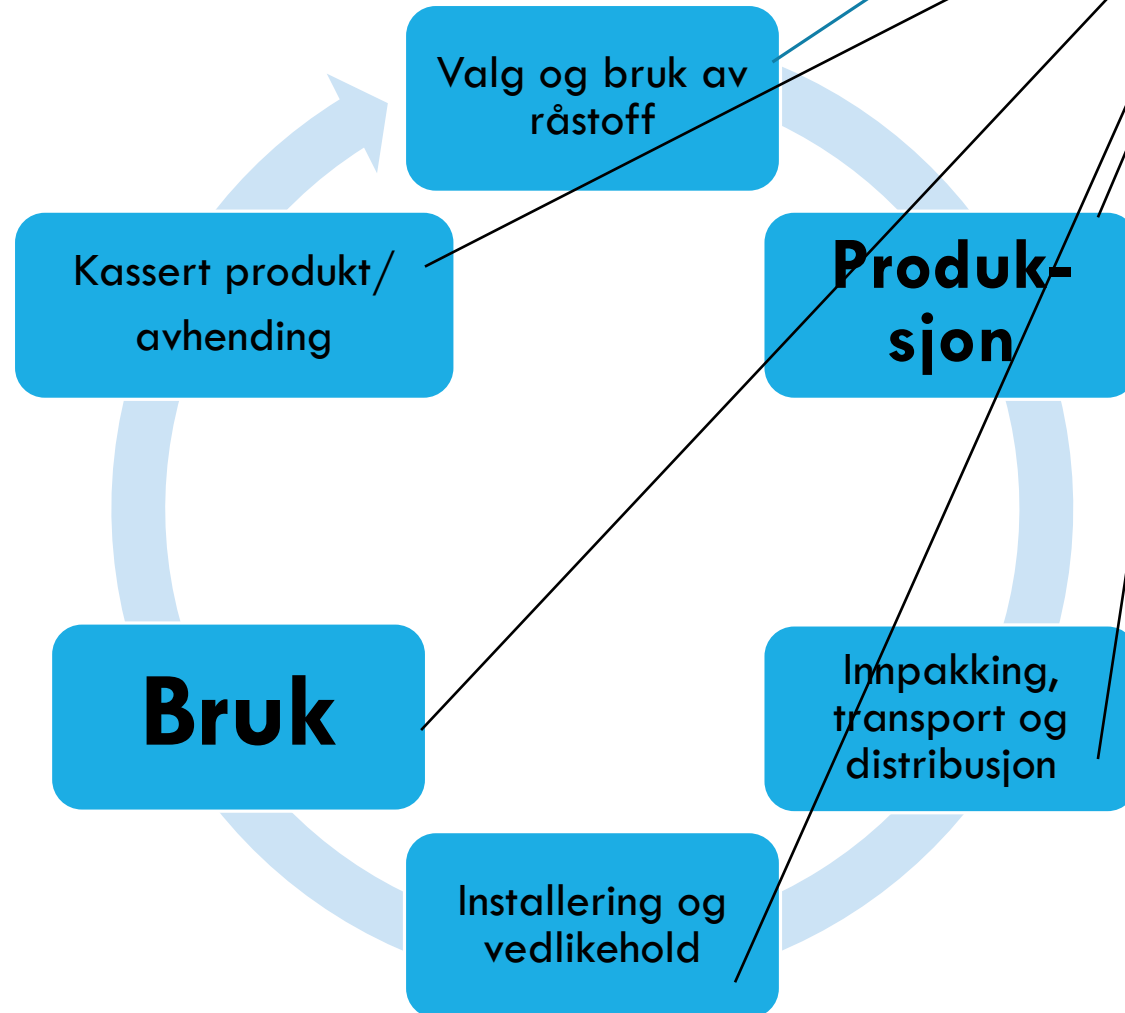 Valg og bruk av
råstoff
Produk-
sjon
Innpakking,
transport og
distribusjon
Installering og
vedlikehold
Bruk
Kassert produkt/
avhending